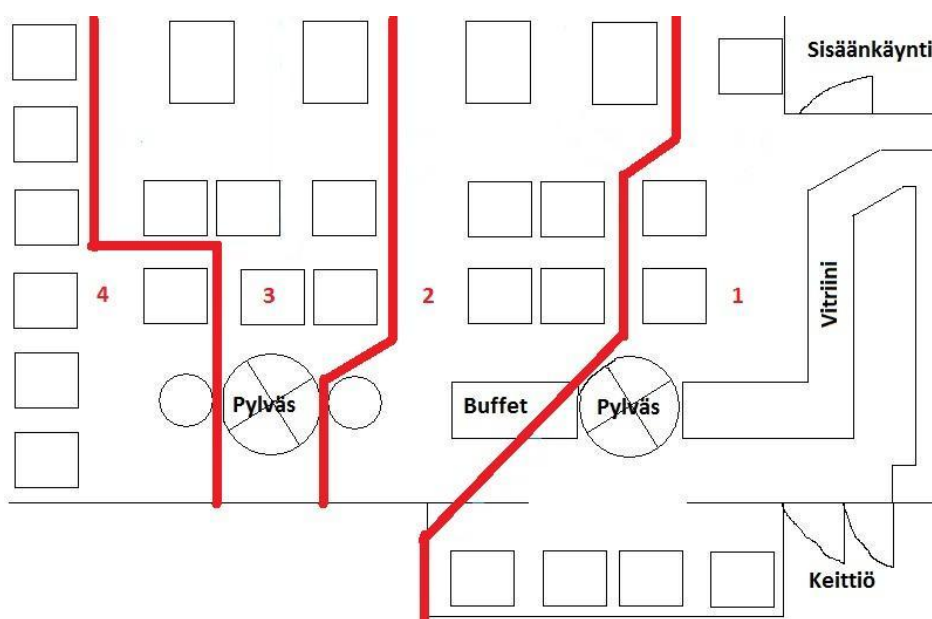 Sisäänkäynti
4
3
2
1
Vitriini
Pylväs
Buffet
Pylväs
Keittiö